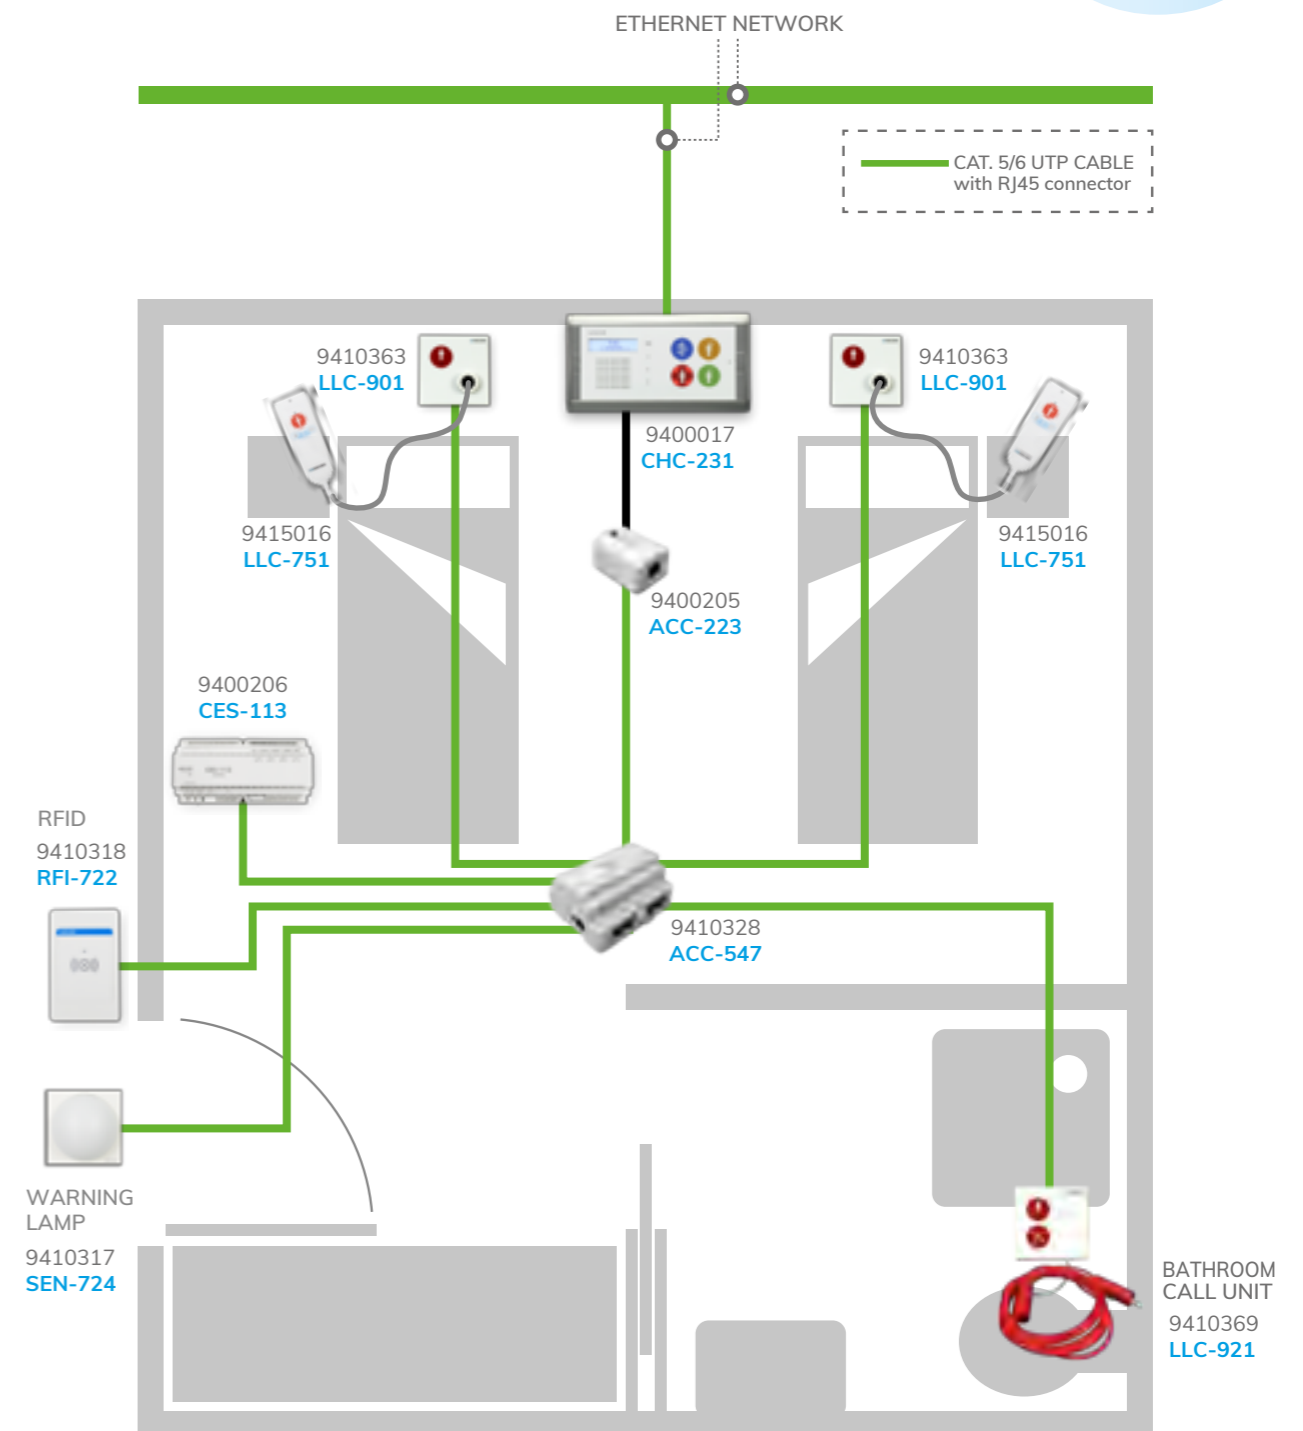 ETHERNET NETWORK
CAT. 5/6 UTP CABLE
with RJ45 connector
9410363
LLC-901
9410363
LLC-901
9400017
CHC-231
9415016
LLC-751
9415016
LLC-751
9400205
ACC-223
9400206
CES-113
RFID
9410318
RFI-722
9410328
ACC-547
WARNING
LAMP
9410317
SEN-724
BATHROOM
CALL UNIT
9410369
LLC-921